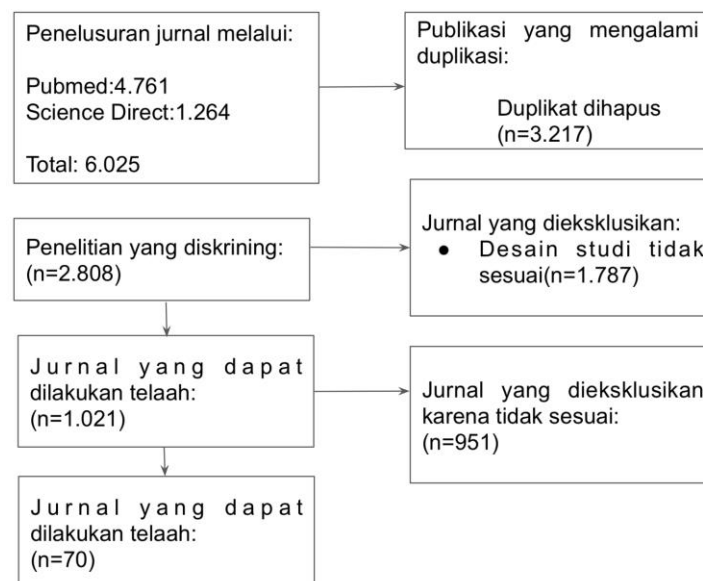 Penelusuran jurnal melalui:
Pubmed:4.761
Science Direct:1.264
Total: 6.025
Publikasi yang mengalami
duplikasi:
Duplikat dihapus
(n=3.217)
Penelitian yang diskrining:
(n=2.808)
Jurnal yang dieksklusikan:
● Desain studi tidak
sesuai(n=1.787)
Jurnal yang dapat
dilakukan telaah:
(n=1.021)
Jurnal yang dieksklusikan
karena tidak sesuai:
(n=951)
Jurnal yang dapat
dilakukan telaah:
(n=70)